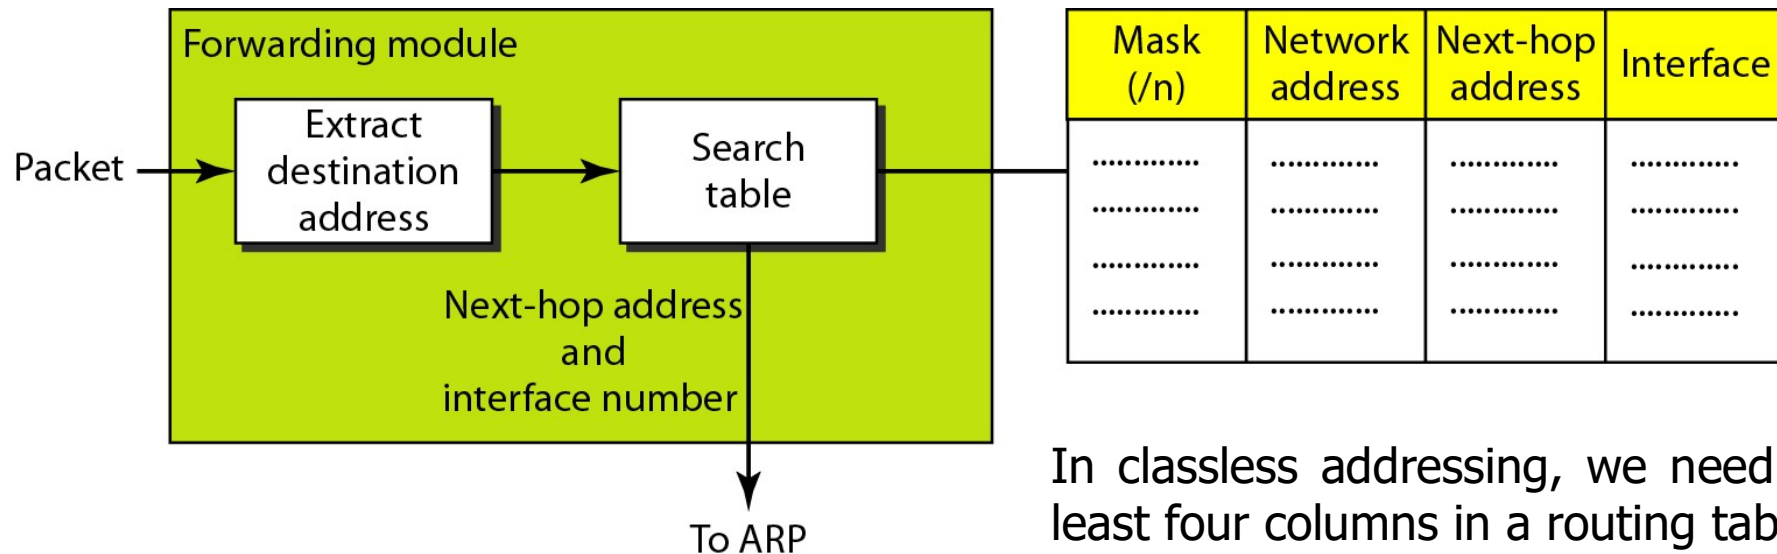 Forwarding module
Packet
Extract
destination
address
Search
table
Next-hop address
and
interface number
To ARP
Mask
(/n)
Network
address
Next-hop
address
Interface
.............. ............. ............. .............
.............. ............. ............. .............
.............. ............. ............. .............
.............. ............. ............. .............
In classless addressing, we need
least four columns in a routing tab